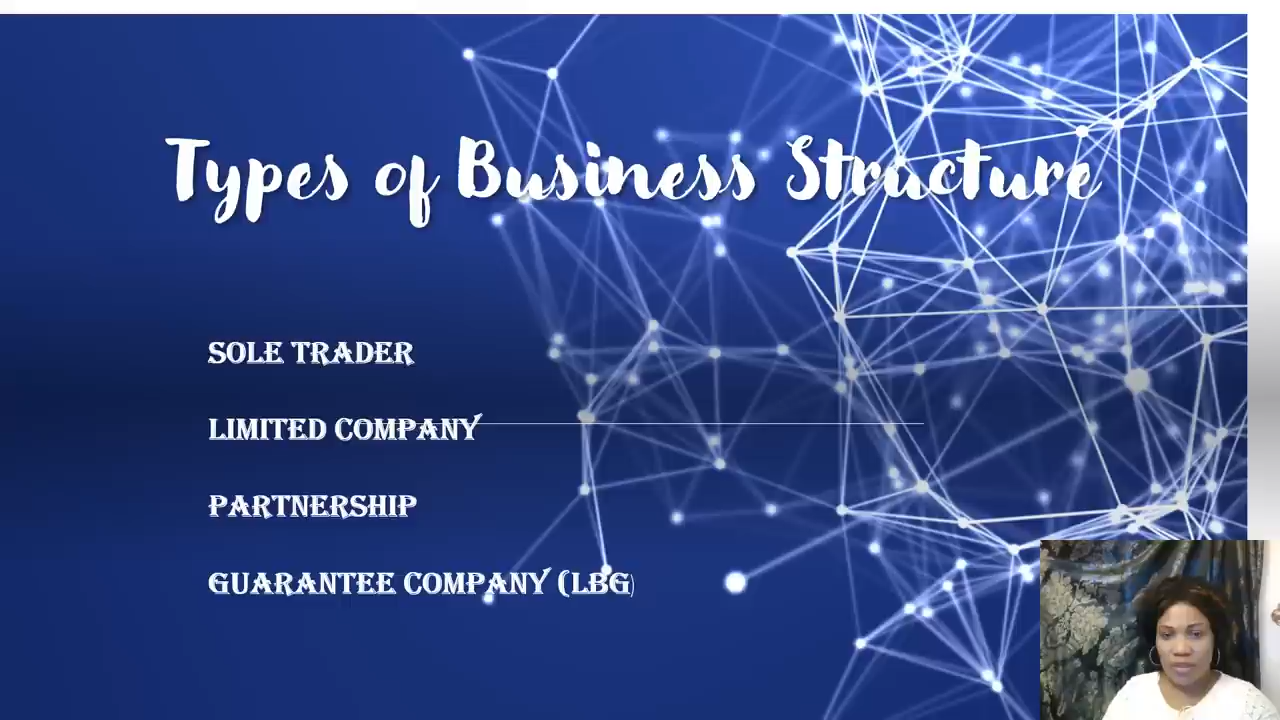 Types of Business Structure
SOLE TRADER
LIMITED COMPANY
PARTNERSHIP
GUARANTEE COMPANY (LBG)